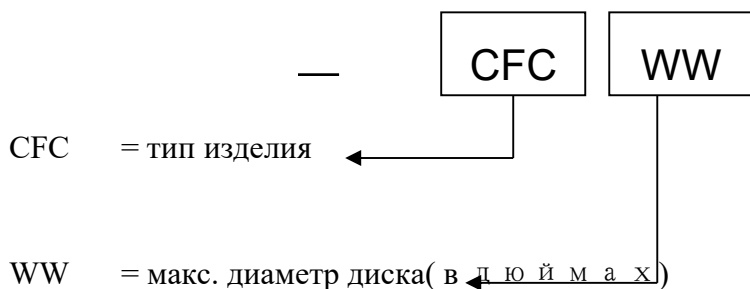 — CFC WW
CFC = тип изделия
WW = макс. диаметр диска( в дюймах)